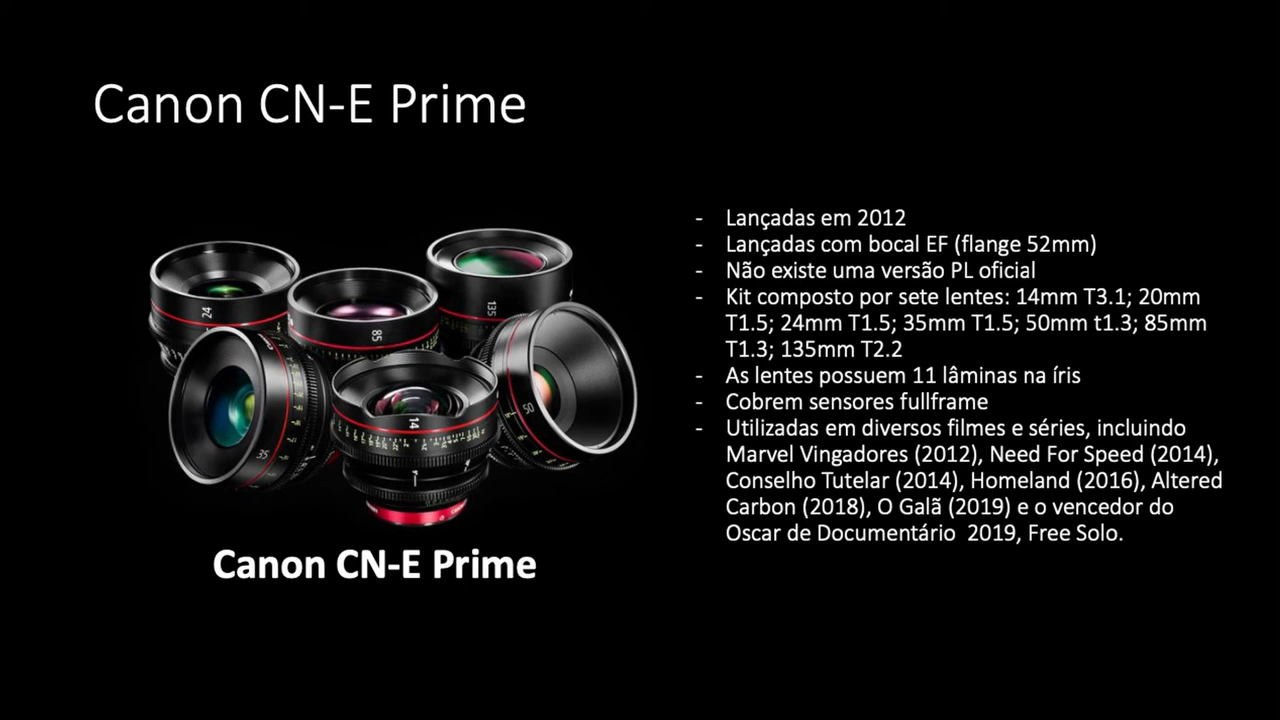 Canon CN-E Prime
- Lançadas em 2012
- Lançadas com bocal EF (flange 52mm)
- Não existe uma versão PL oficial
- Kit composto por sete lentes: 14mm T3.1; 20mm
T1.5; 24mm T1.5; 35mm T1.5; 50mm t1.3; 85mm
T1.3; 135mm T2.2
- As lentes possuem 11 lâminas na íris
- Cobrem sensores fullframe
- Utilizadas em diversos filmes e séries, incluindo
Marvel Vingadores (2012), Need For Speed (2014),
Conselho Tutelar (2014), Homeland (2016), Altered
Carbon (2018), O Galã (2019) e o vencedor do
Oscar de Documentário  2019, Free Solo.
24
85
135
35
14
50
Canon CN-E Prime